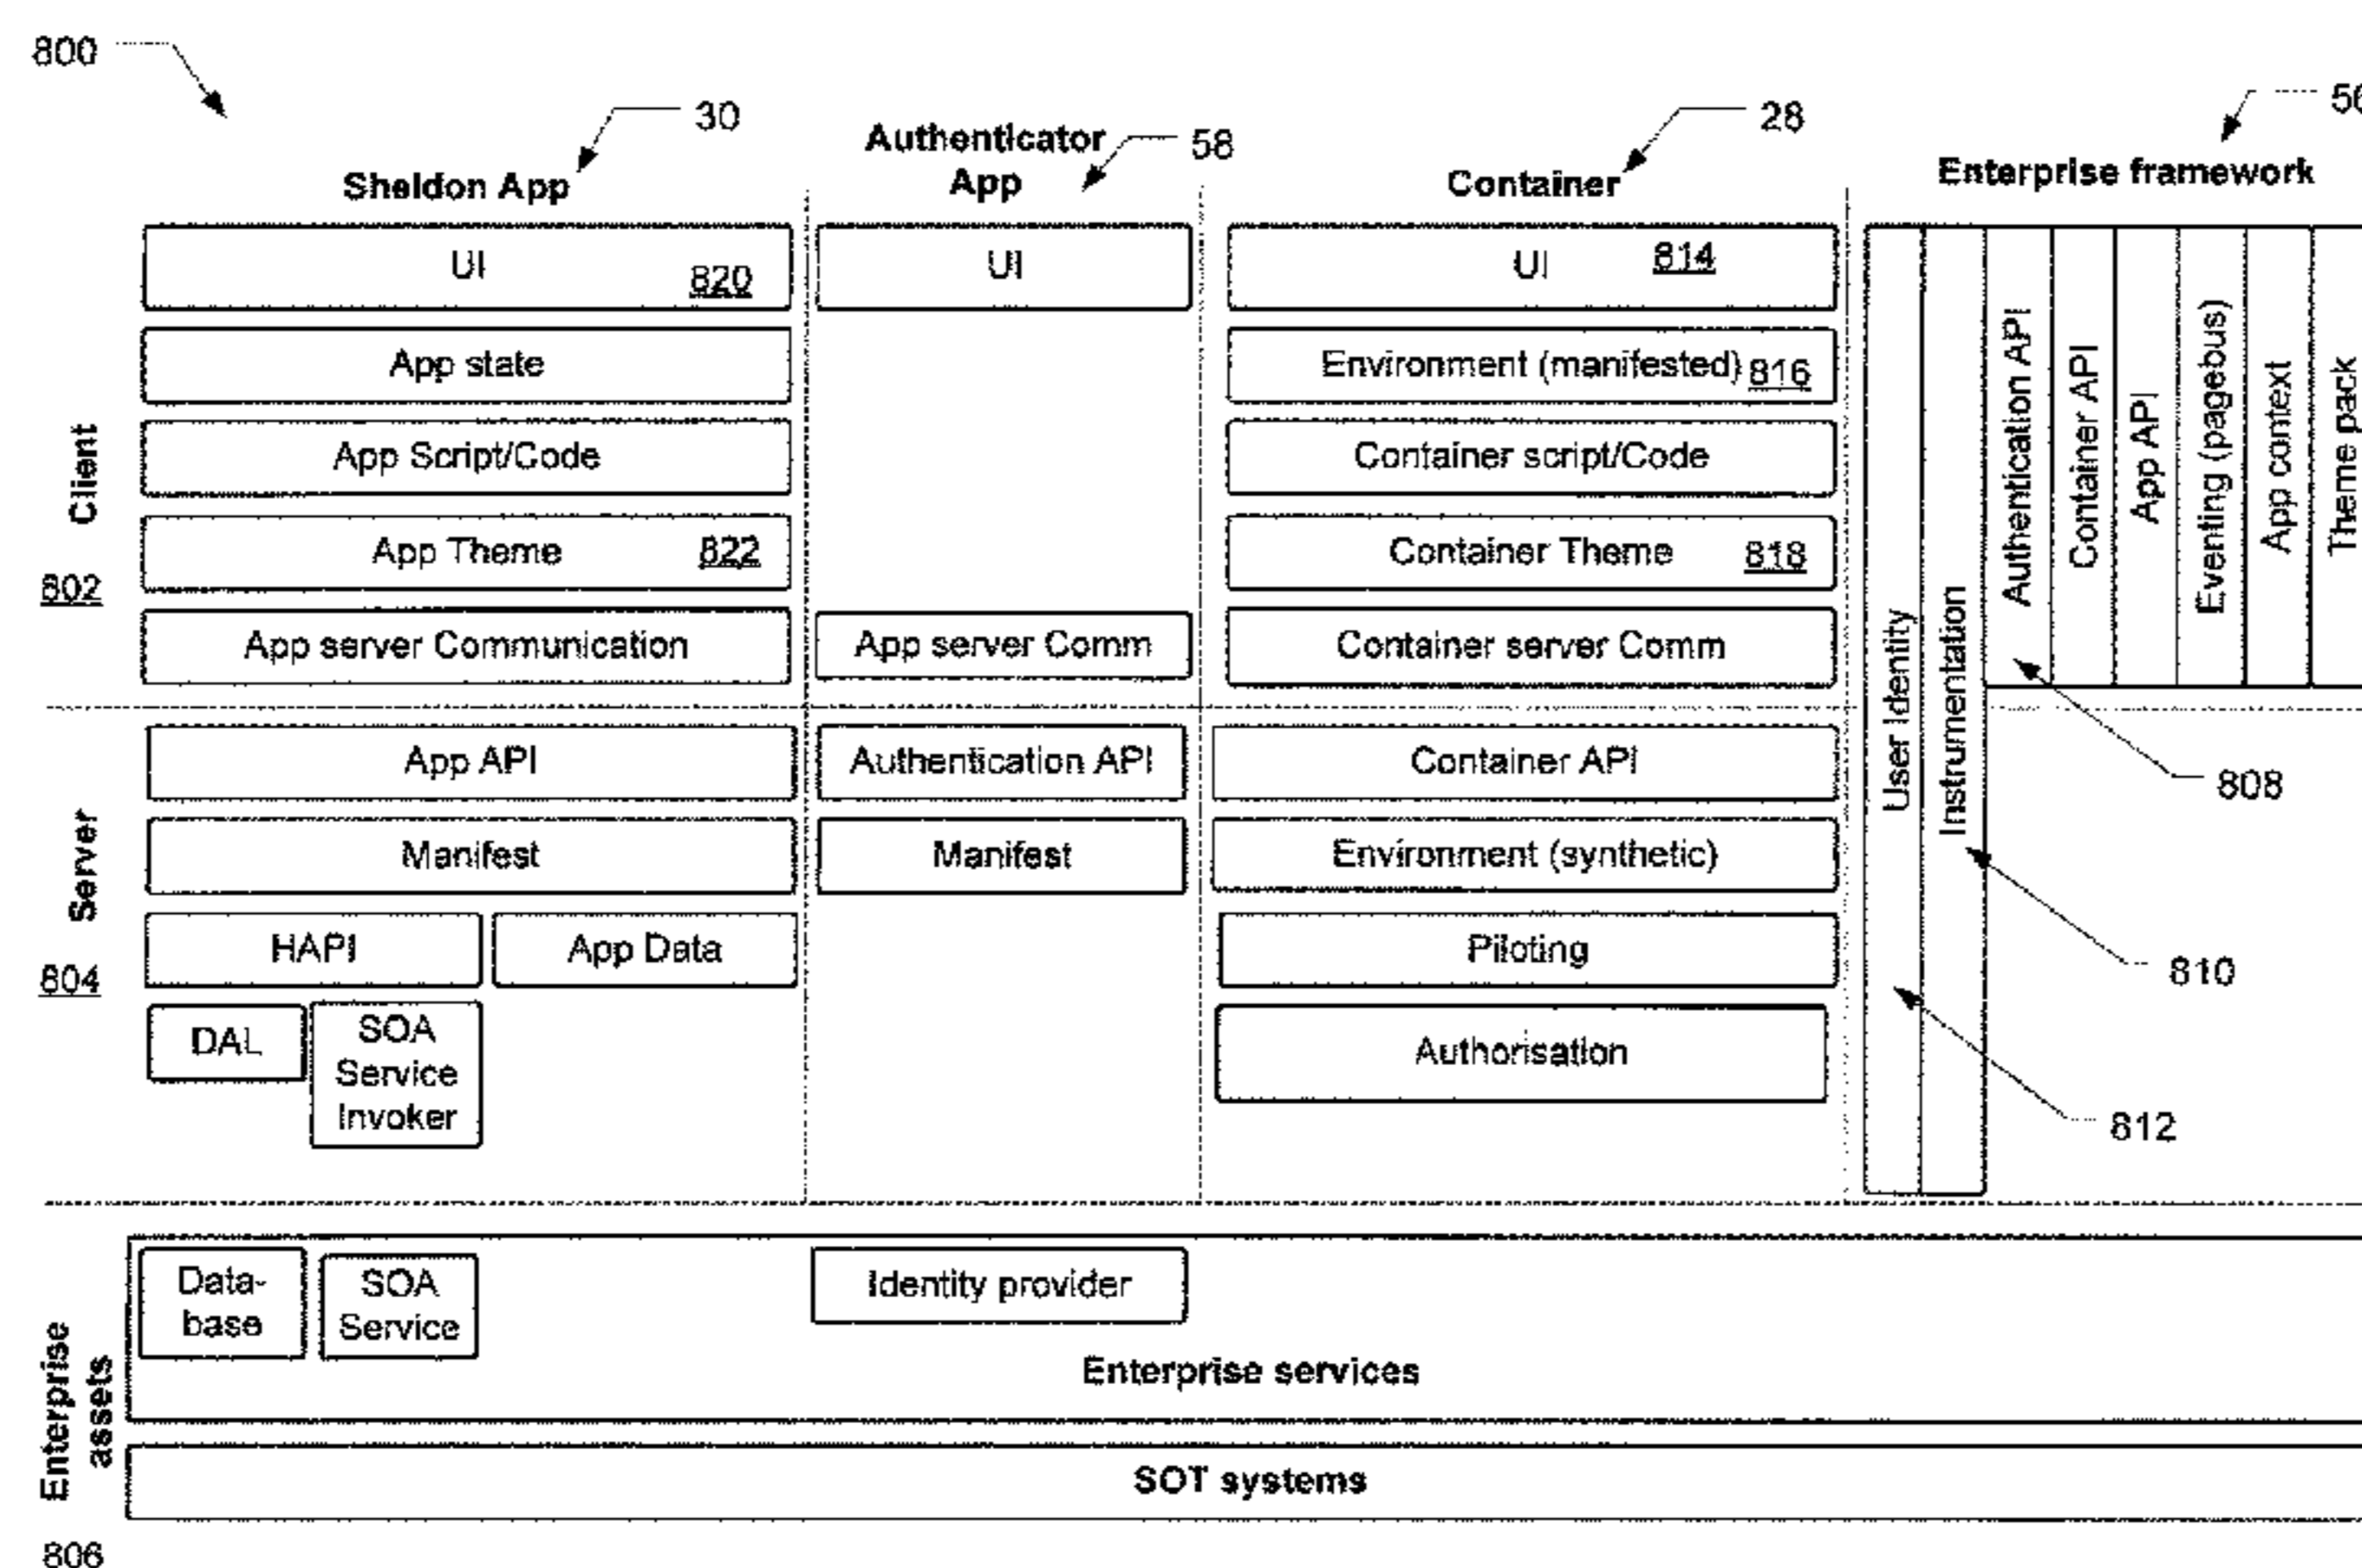 800
30
58
28
56
Sheldon App
Authenticator
App
Container
Enterprise framework
Client
802
UI 820
App state
App Script/Code
App Theme 822
App server Communication
UI
App server Comm
UI 814
Environment (manifested) 816
Container script/Code
Container Theme 818
Container server Comm
User Identity
Instrumentation
Authentication API
Container API
App API
Eventing (pagebus)
App context
Theme pack
808
810
812
Server
804
App API
Manifest
HAPI
App Data
DAL
SOA
Service
Invoker
Authentication API
Manifest
Container API
Environment (synthetic)
Piloting
Authorisation
Enterprise
assets
806
Data-
base
SOA
Service
Identity provider
Enterprise services
SOT systems